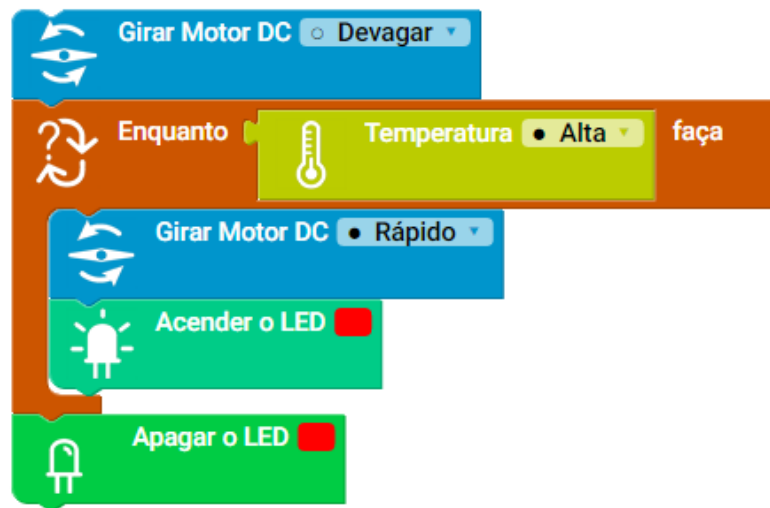 Girar Motor DC ○ Devagar
Enquanto Temperatura ● Alta faça
Girar Motor DC ● Rápido
Acender o LED
Apagar o LED